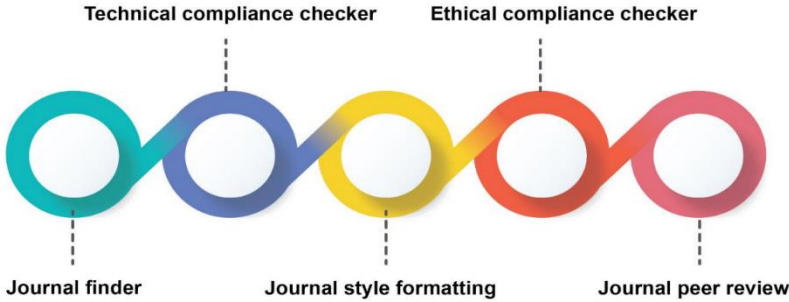 Technical compliance checker
Ethical compliance checker
Journal finder
Journal style formatting
Journal peer review